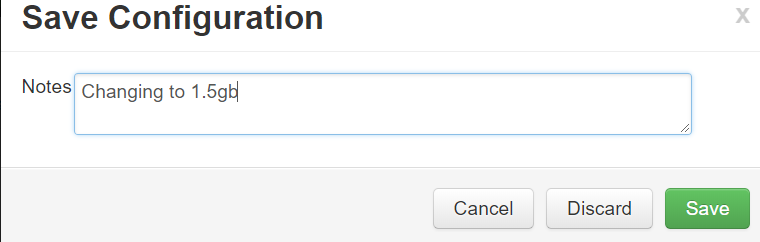 Save Configuration
x
Notes
Changing to 1.5gb
Cancel
Discard
Save